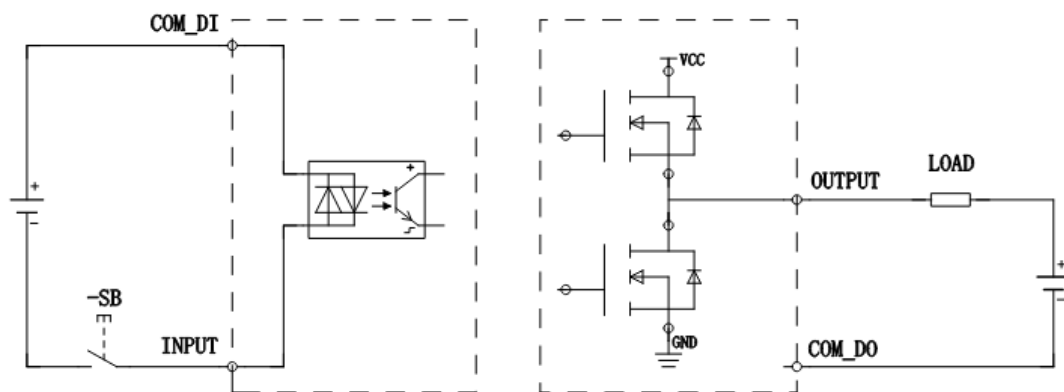 COM_DI
+
-
-SB
INPUT
+
VCC
GND
OUTPUT
LOAD
+
-
COM_DO